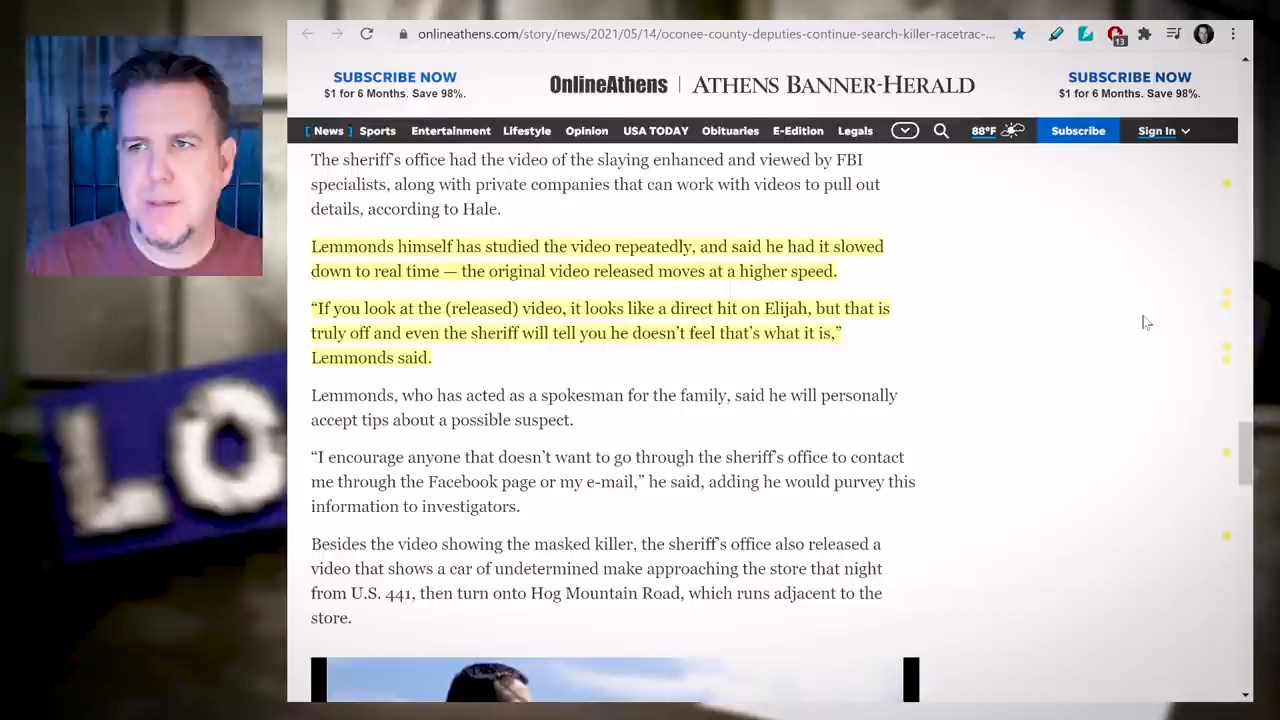 onlineathens.com/story/news/2021/05/14/oconee-county-deputies-continue-search-killer-racetrac-...
13
SUBSCRIBE NOW
$1 for 6 Months. Save 98%.
OnlineAthens | ATHENS BANNER-HERALD
SUBSCRIBE NOW
$1 for 6 Months. Save 98%.
[ News ] Sports Entertainment Lifestyle Opinion USA TODAY Obituaries E-Edition Legals 88°F Subscribe Sign In
The sheriff's office had the video of the slaying enhanced and viewed by FBI
specialists, along with private companies that can work with videos to pull out
details, according to Hale.
Lemmonds himself has studied the video repeatedly, and said he had it slowed
down to real time — the original video released moves at a higher speed.
“If you look at the (released) video, it looks like a direct hit on Elijah, but that is
truly off and even the sheriff will tell you he doesn’t feel that’s what it is,”
Lemmonds said.
Lemmonds, who has acted as a spokesman for the family, said he will personally
accept tips about a possible suspect.
“I encourage anyone that doesn’t want to go through the sheriff’s office to contact
me through the Facebook page or my e-mail,” he said, adding he would purvey this
information to investigators.
Besides the video showing the masked killer, the sheriff’s office also released a
video that shows a car of undetermined make approaching the store that night
from U.S. 441, then turn onto Hog Mountain Road, which runs adjacent to the
store.
LO